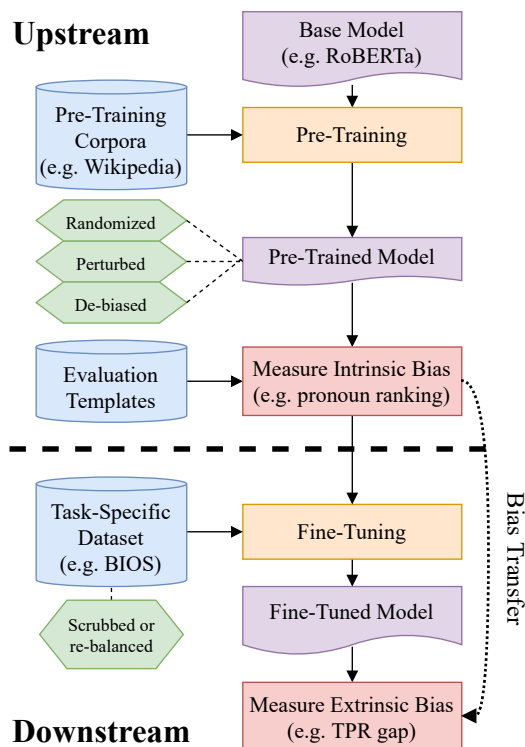 Upstream
Base Model
(e.g. RoBERTa)
Pre-Training
Corpora
(e.g. Wikipedia)
Pre-Training
Randomized
Perturbed
De-biased
Pre-Trained Model
Evaluation
Templates
Measure Intrinsic Bias
(e.g. pronoun ranking)
Bias Transfer
Task-Specific
Dataset
(e.g. BIOS)
Fine-Tuning
Scrubbed or
re-balanced
Fine-Tuned Model
Measure Extrinsic Bias
(e.g. TPR gap)
Downstream